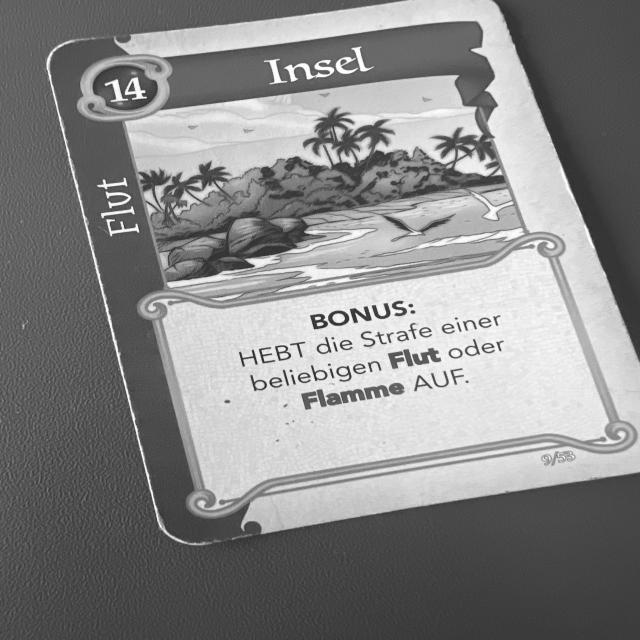 14
Insel
Flut
BONUS:
HEBT die Strafe einer
beliebigen Flut oder
Flamme AUF.
9/53